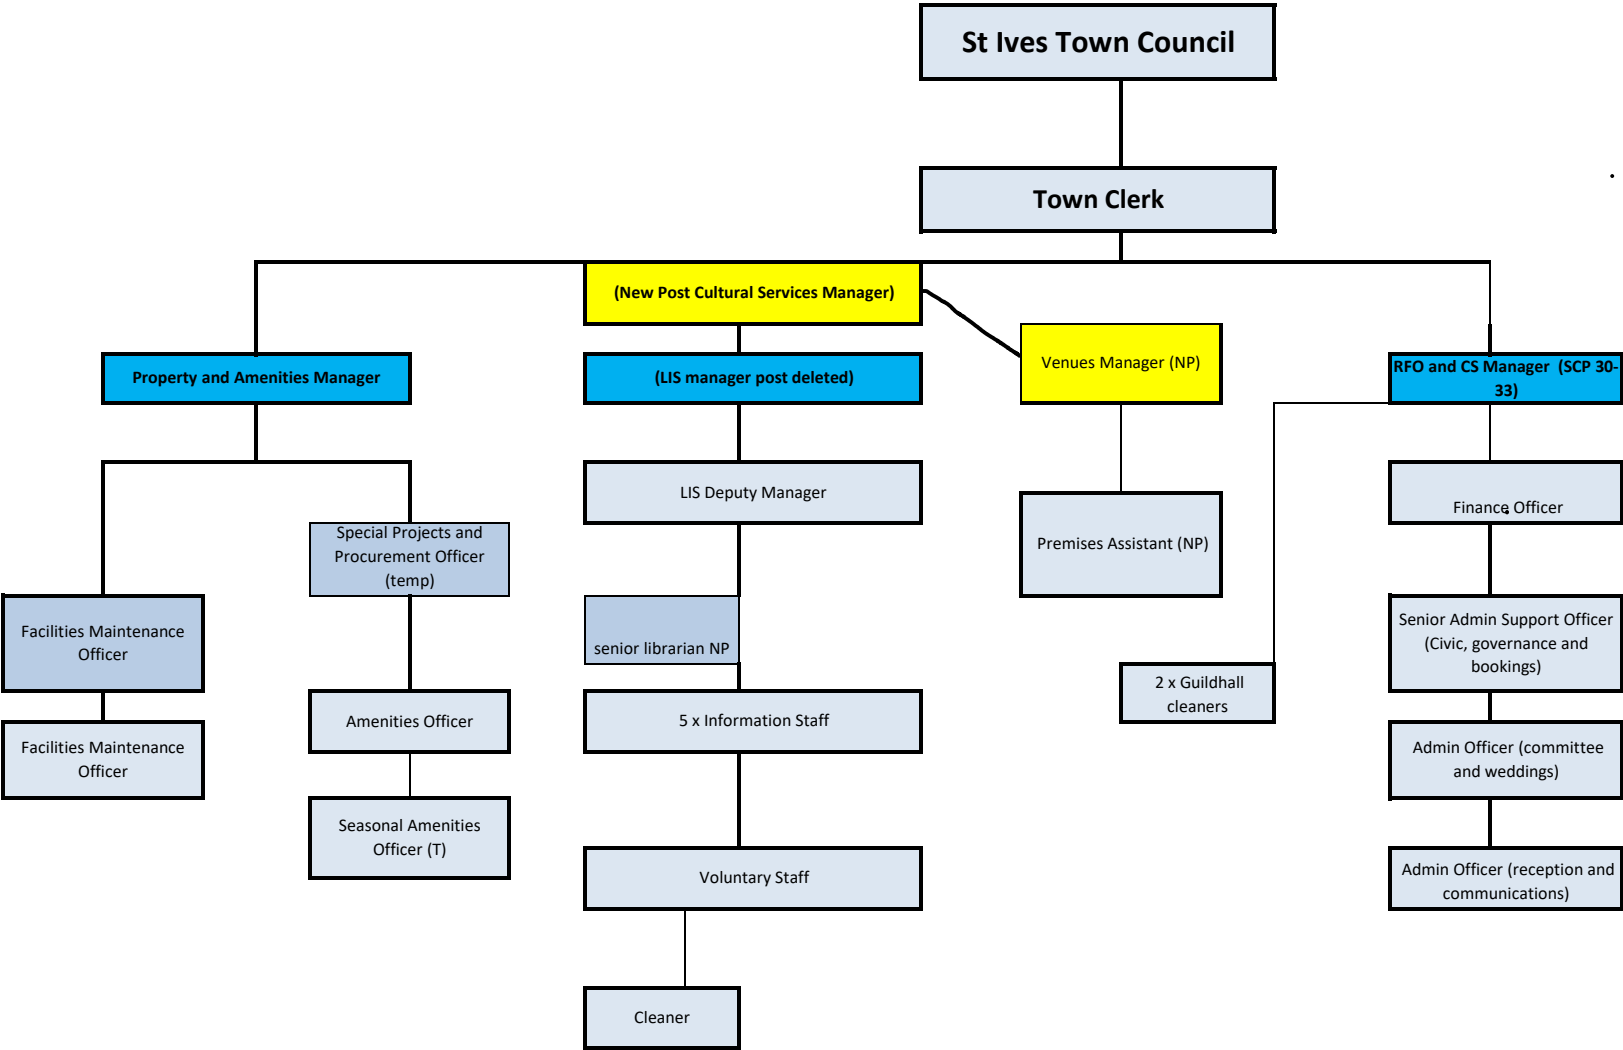 St Ives Town Council
Town Clerk
.
(New Post Cultural Services Manager)
Venues Manager (NP)
Property and Amenities Manager
(LIS manager post deleted)
RFO and CS Manager  (SCP 30-
33)
LIS Deputy Manager
Finance Officer
Special Projects and
Procurement Officer
(temp)
Premises Assistant (NP)
Facilities Maintenance
Officer
senior librarian NP
Senior Admin Support Officer
(Civic, governance and
bookings)
2 x Guildhall
cleaners
Amenities Officer
5 x Information Staff
Facilities Maintenance
Officer
Admin Officer (committee
and weddings)
Seasonal Amenities
Officer (T)
Voluntary Staff
Admin Officer (reception and
communications)
Cleaner